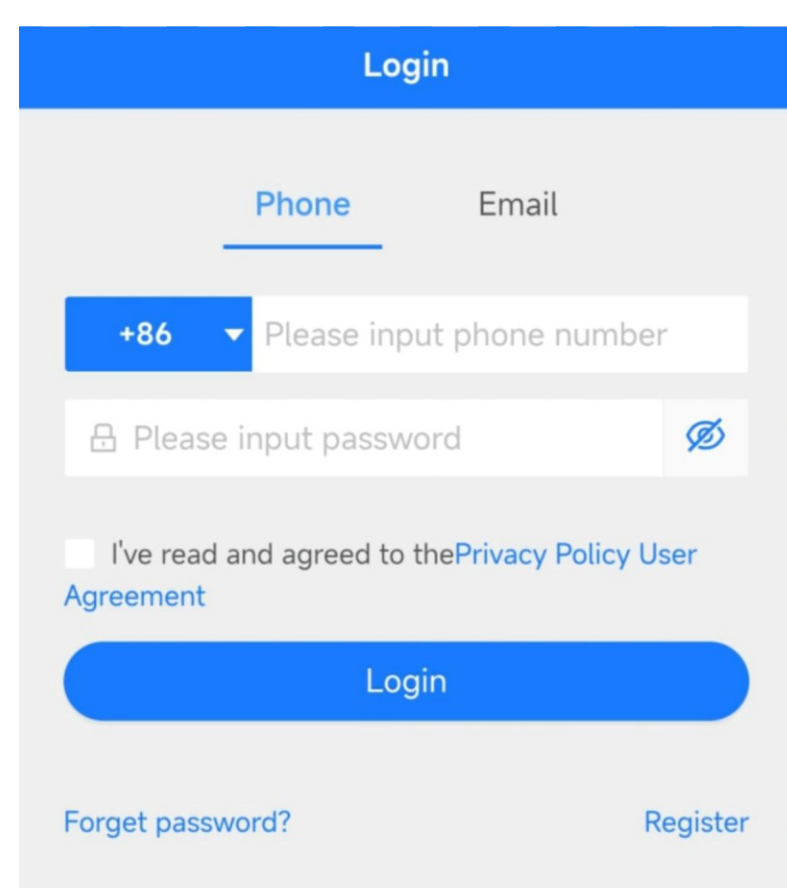 Login
Phone Email
+86 Please input phone number
Please input password
I've read and agreed to thePrivacy Policy User
Agreement
Login
Forget password? Register